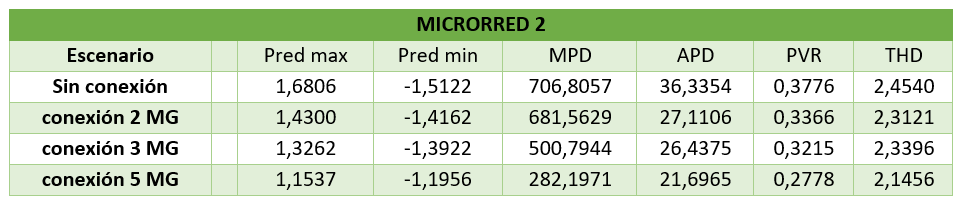 MICRORRED 2
Escenario Pred max Pred min MPD APD PVR THD
Sin conexión 1,6806 -1,5122 706,8057 36,3354 0,3776 2,4540
conexión 2 MG 1,4300 -1,4162 681,5629 27,1106 0,3366 2,3121
conexión 3 MG 1,3262 -1,3922 500,7944 26,4375 0,3215 2,3396
conexión 5 MG 1,1537 -1,1956 282,1971 21,6965 0,2778 2,1456